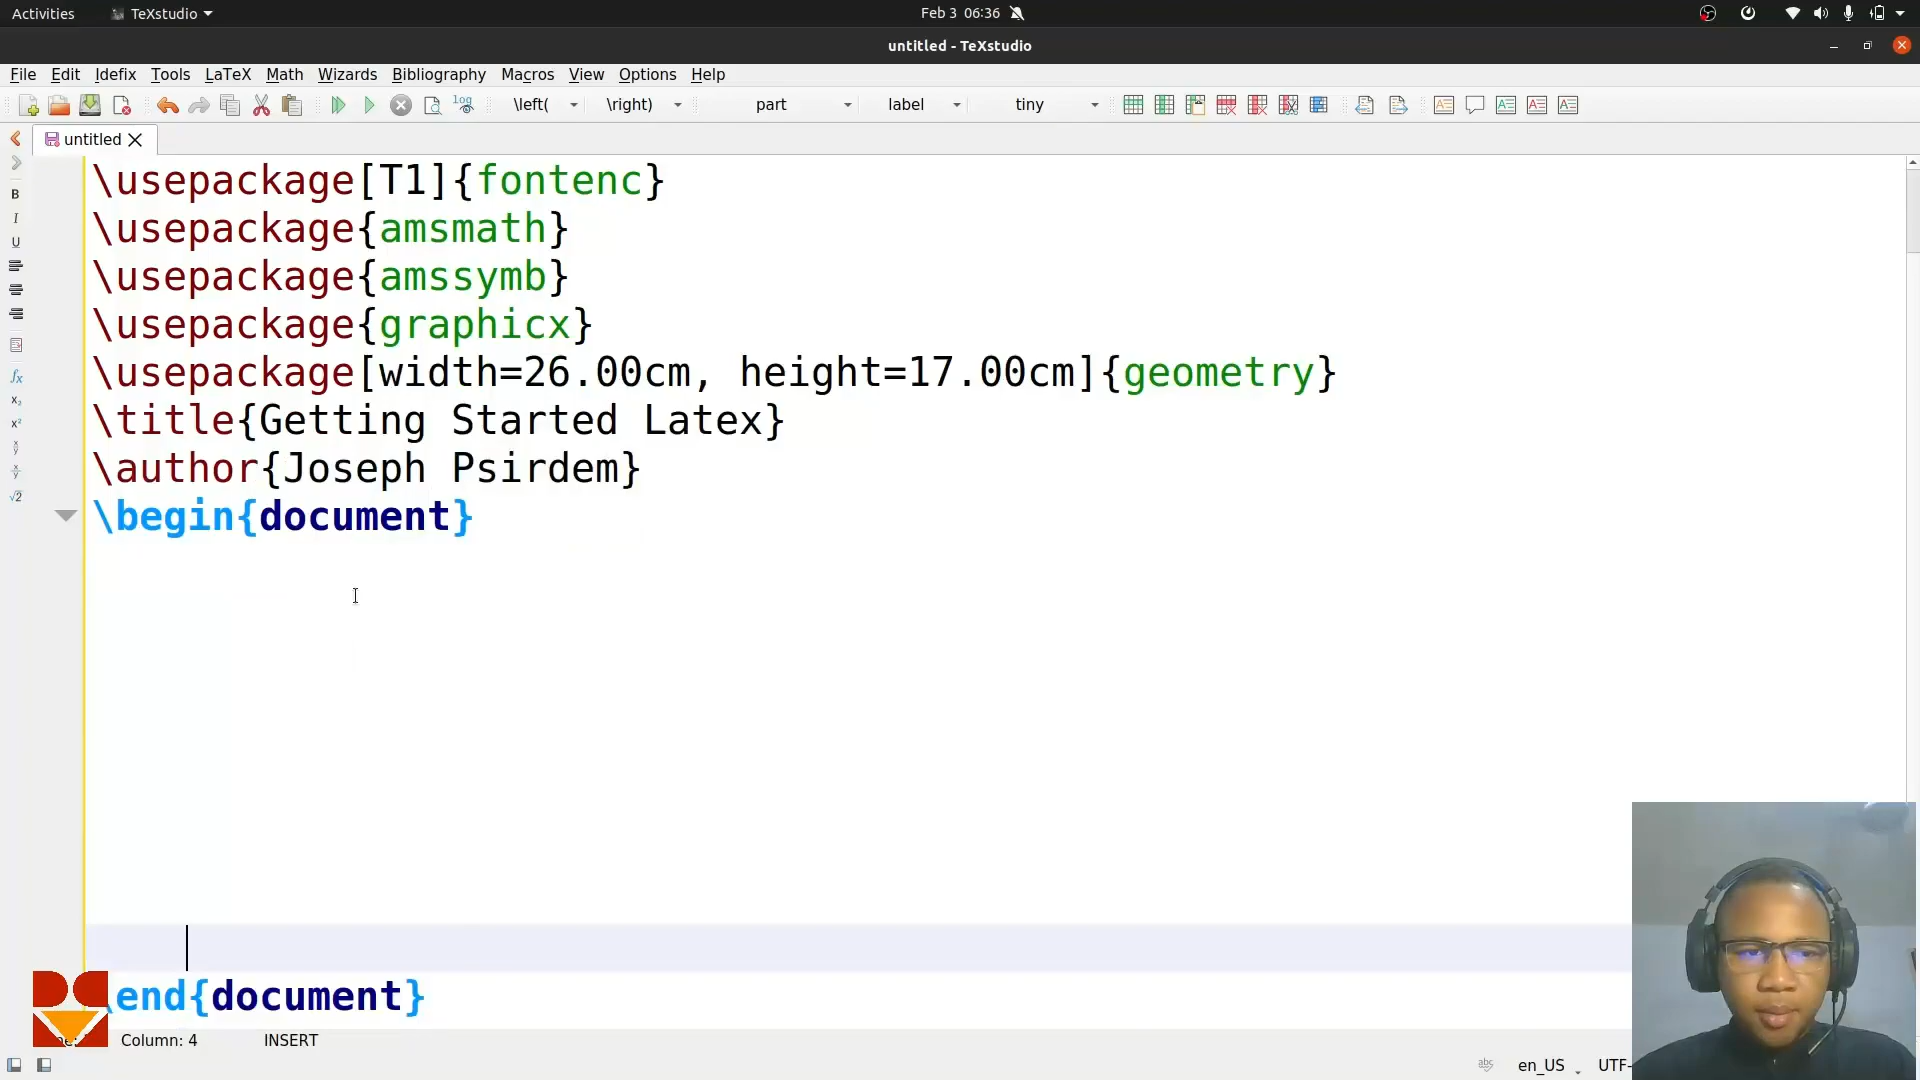 Activities TeXstudio Feb 3 06:36
untitled - TeXstudio
File Edit Idefix Tools LaTeX Math Wizards Bibliography Macros View Options Help
log \left( \right) part label tiny
untitled
B
I
U
\usepackage[T1]{fontenc}
\usepackage{amsmath}
\usepackage{amssymb}
\usepackage{graphicx}
\usepackage[width=26.00cm, height=17.00cm]{geometry}
\title{Getting Started Latex}
\author{Joseph Psirdem}
\begin{document}
\end{document}
Column: 4 INSERT
abc en_US UTF-